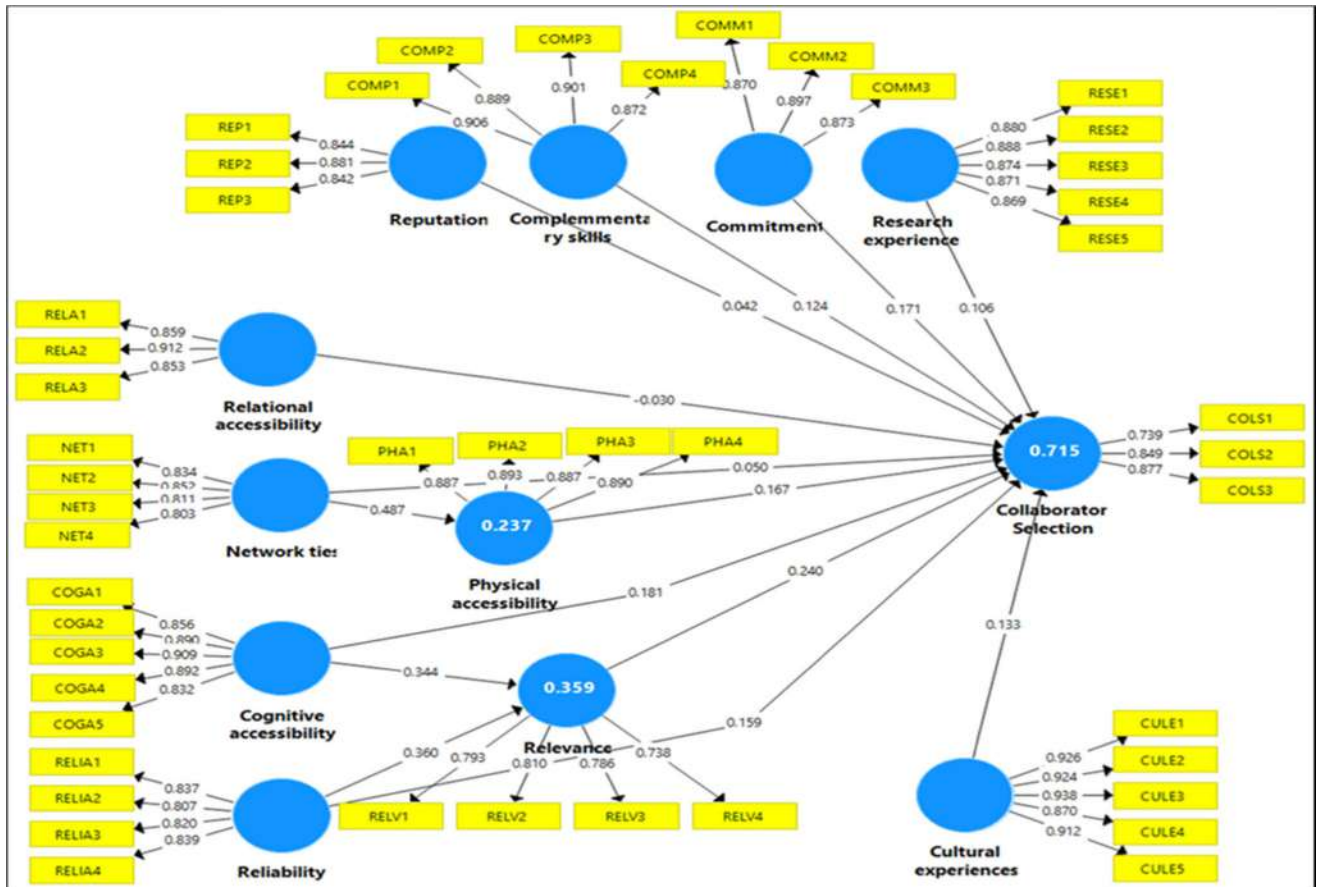 COMM1
COMP3
COMP2
COMM2
COMP4
COMP1
COMM3
0.870
0.901
0.889
0.897
0.872
0.906
0.873
RESE1
RESE2
RESE3
RESE4
RESE5
0.880
0.888
0.874
0.871
0.869
REP1
REP2
REP3
0.844
0.881
0.842
Reputation
Complemmenta
ry skills
Commitment
Research
experience
0.042
0.124
0.171
0.106
RELA1
RELA2
RELA3
0.859
0.912
0.853
Relational
accessibility
-0.030
NET1
NET2
NET3
NET4
0.834
0.852
0.811
0.803
Network ties
0.487
PHA1
PHA2
PHA3
PHA4
0.887
0.893
0.887
0.890
0.237
Physical
accessibility
0.050
0.167
0.715
Collaborator
Selection
0.739
0.849
0.877
COLS1
COLS2
COLS3
COGA1
COGA2
COGA3
COGA4
COGA5
0.856
0.890
0.909
0.892
0.832
Cognitive
accessibility
0.181
0.344
0.240
0.359
Relevance
0.360
0.159
0.133
0.793
0.810
0.786
0.738
RELV1
RELV2
RELV3
RELV4
RELIA1
RELIA2
RELIA3
RELIA4
0.837
0.807
0.820
0.839
Reliability
Cultural
experiences
0.926
0.924
0.938
0.870
0.912
CULE1
CULE2
CULE3
CULE4
CULE5